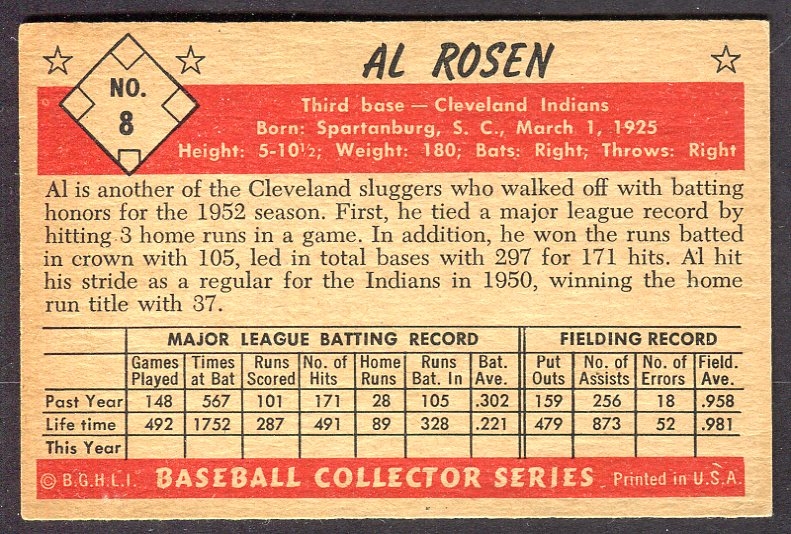 AL ROSEN
NO.
8
Third base — Cleveland Indians
Born: Spartanburg, S. C., March 1, 1925
Height: 5-10½; Weight: 180; Bats: Right; Throws: Right
Al is another of the Cleveland sluggers who walked off with batting
honors for the 1952 season. First, he tied a major league record by
hitting 3 home runs in a game. In addition, he won the runs batted
in crown with 105, led in total bases with 297 for 171 hits. Al hit
his stride as a regular for the Indians in 1950, winning the home
run title with 37.
MAJOR LEAGUE BATTING RECORD FIELDING RECORD
Games Times Runs No. of Home Runs Bat. Put No. of No. of Field.
Played at Bat Scored Hits Runs Bat. In Ave. Outs Assists Errors Ave.
Past Year 148 567 101 171 28 105 .302 159 256 18 .958
Life time 492 1752 287 491 89 328 .221 479 873 52 .981
This Year
© B.G.H.L.I. BASEBALL COLLECTOR SERIES Printed in U.S.A.